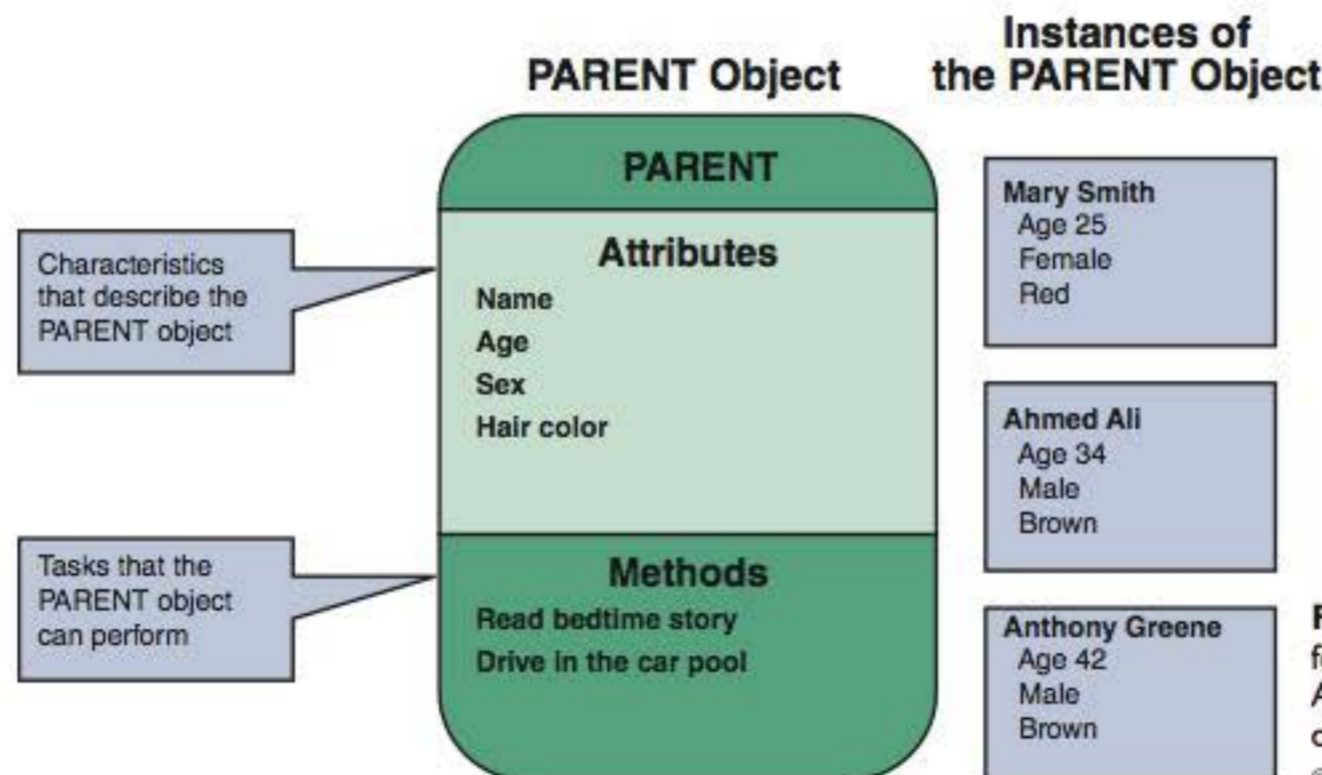 PARENT Object
Instances of
the PARENT Object
PARENT
Attributes
Name
Age
Sex
Hair color
Methods
Read bedtime story
Drive in the car pool
Characteristics
that describe the
PARENT object
Tasks that the
PARENT object
can perform
Mary Smith
Age 25
Female
Red
Ahmed Ali
Age 34
Male
Brown
Anthony Greene
Age 42
Male
Brown